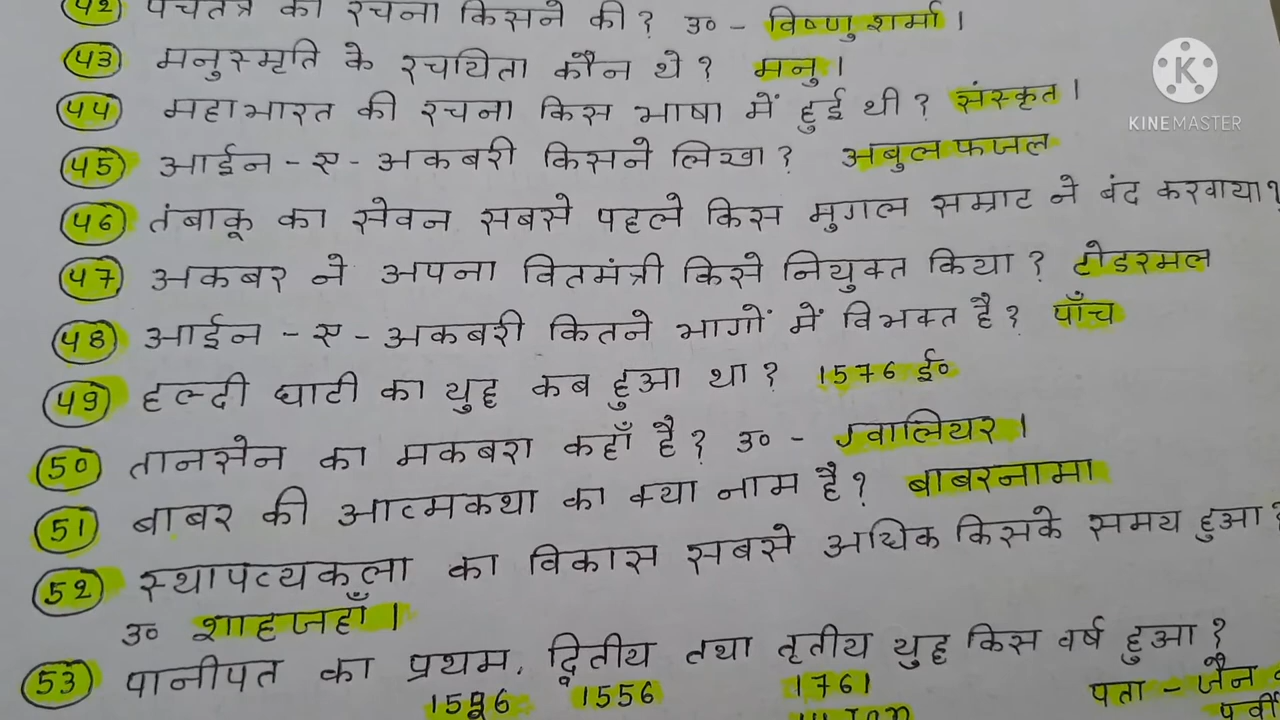 42 पंचतंत्र की रचना किसने की? उ० - विष्णु शर्मा।
43 मनुस्मृति के रचयिता कौन थे? मनु।
44 महाभारत की रचना किस भाषा में हुई थी? संस्कृत।
45 आईन-ए-अकबरी किसने लिखा? अबुल फजल
46 तंबाकू का सेवन सबसे पहले किस मुगल सम्राट ने बंद करवाया?
47 अकबर ने अपना वितमंत्री किसे नियुक्त किया? टोडरमल
48 आईन-ए-अकबरी कितने भागों में विभक्त है? पाँच
49 हल्दी घाटी का युद्ध कब हुआ था? 1576 ई०
50 तानसेन का मकबरा कहाँ है? उ० - ग्वालियर।
51 बाबर की आत्मकथा का क्या नाम है? बाबरनामा
52 स्थापत्यकला का विकास सबसे अधिक किसके समय हुआ?
उ० शाहजहाँ।
53 पानीपत का प्रथम, द्वितीय तथा तृतीय युद्ध किस वर्ष हुआ?
1526 1556 1761
पता - जैन
KINEMASTER